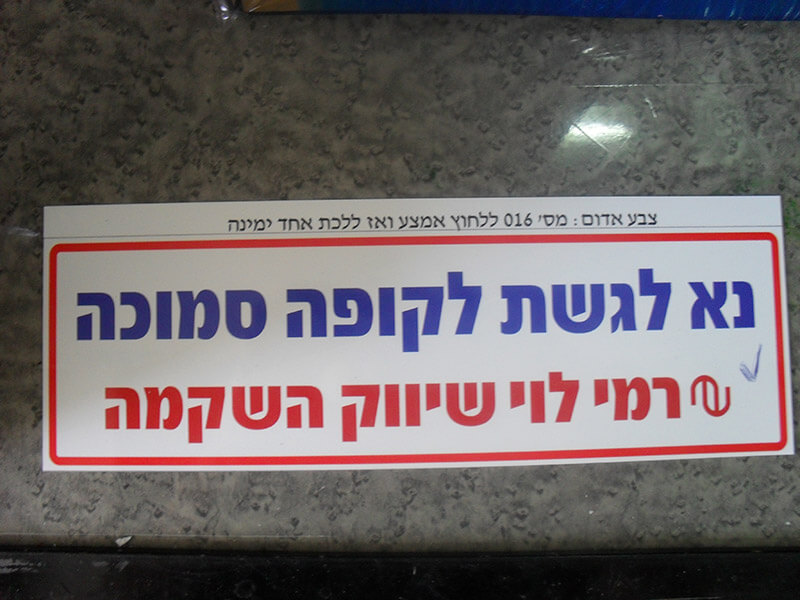 צבע אדום : מס׳ 016 ללחוץ אמצע ואז ללכת אחד ימינה
נא לגשת לקופה סמוכה
רמי לוי שיווק השקמה